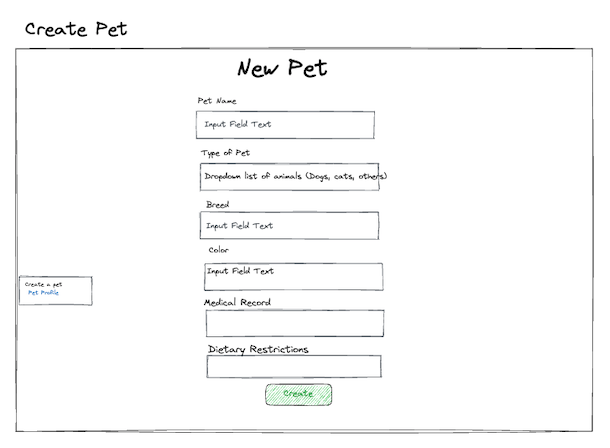 Create Pet
New Pet
Pet Name
Input Field Text
Type of Pet
Dropdown list of animals (Dogs, cats, others)
Breed
Input Field Text
Color
Input Field Text
Create a pet
Pet Profile
Medical Record
Dietary Restrictions
Create